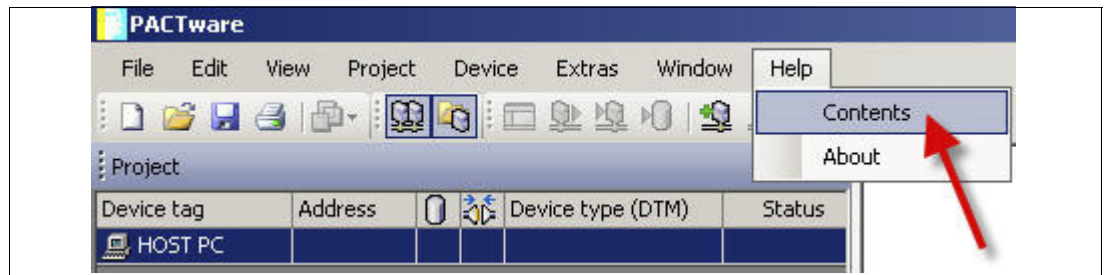 PACTware
File Edit View Project Device Extras Window Help
Contents
About
Project
Device tag Address Device type (DTM) Status
HOST PC